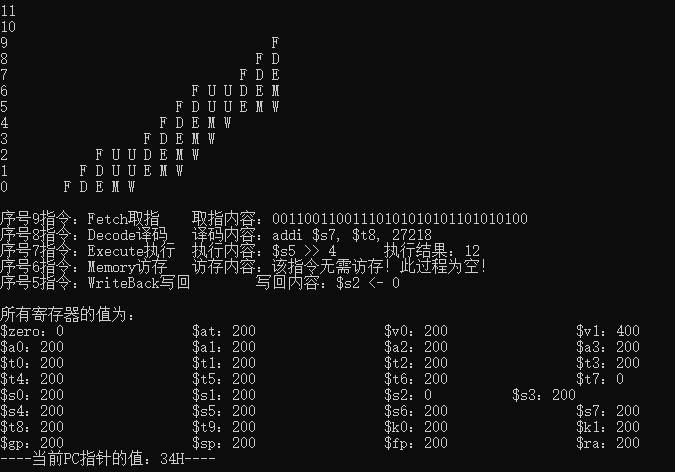 11
10
9 F
8 F D
7 F D E
6 F U U D E M
5 F D U U E M W
4 F D E M W
3 F D E M W
2 F U U D E M W
1 F D U U E M W
0 F D E M W
序号9指令：Fetch取指 取指内容：00110011001110101010101101010100
序号8指令：Decode译码 译码内容：addi $s7, $t8, 27218
序号7指令：Execute执行 执行内容：$s5 >> 4 执行结果：12
序号6指令：Memory访存 访存内容：该指令无需访存！此过程为空！
序号5指令：WriteBack写回 写回内容：$s2 <- 0
所有寄存器的值为：
$zero：0 $at：200 $v0：200 $v1：400
$a0：200 $a1：200 $a2：200 $a3：200
$t0：200 $t1：200 $t2：200 $t3：200
$t4：200 $t5：200 $t6：200 $t7：0
$s0：200 $s1：200 $s2：0 $s3：200
$s4：200 $s5：200 $s6：200 $s7：200
$t8：200 $t9：200 $k0：200 $k1：200
$gp：200 $sp：200 $fp：200 $ra：200
----当前PC指针的值：34H----